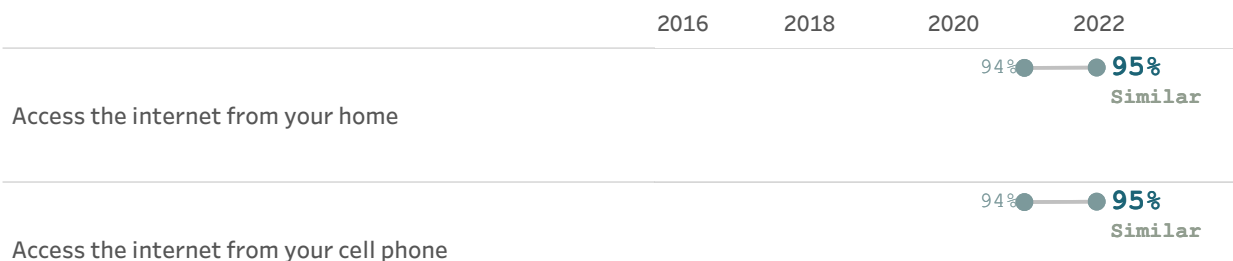 2016 2018 2020 2022
94% 95%
Similar
Access the internet from your home
94% 95%
Similar
Access the internet from your cell phone